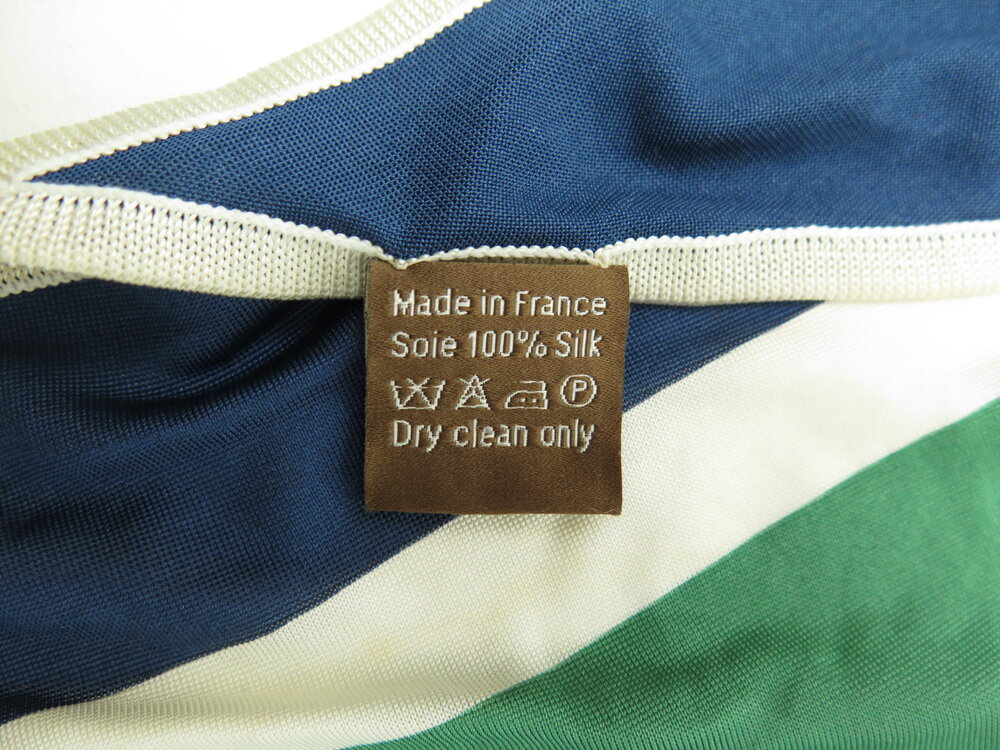 Made in France
Soie 100% Silk
P
Dry clean only